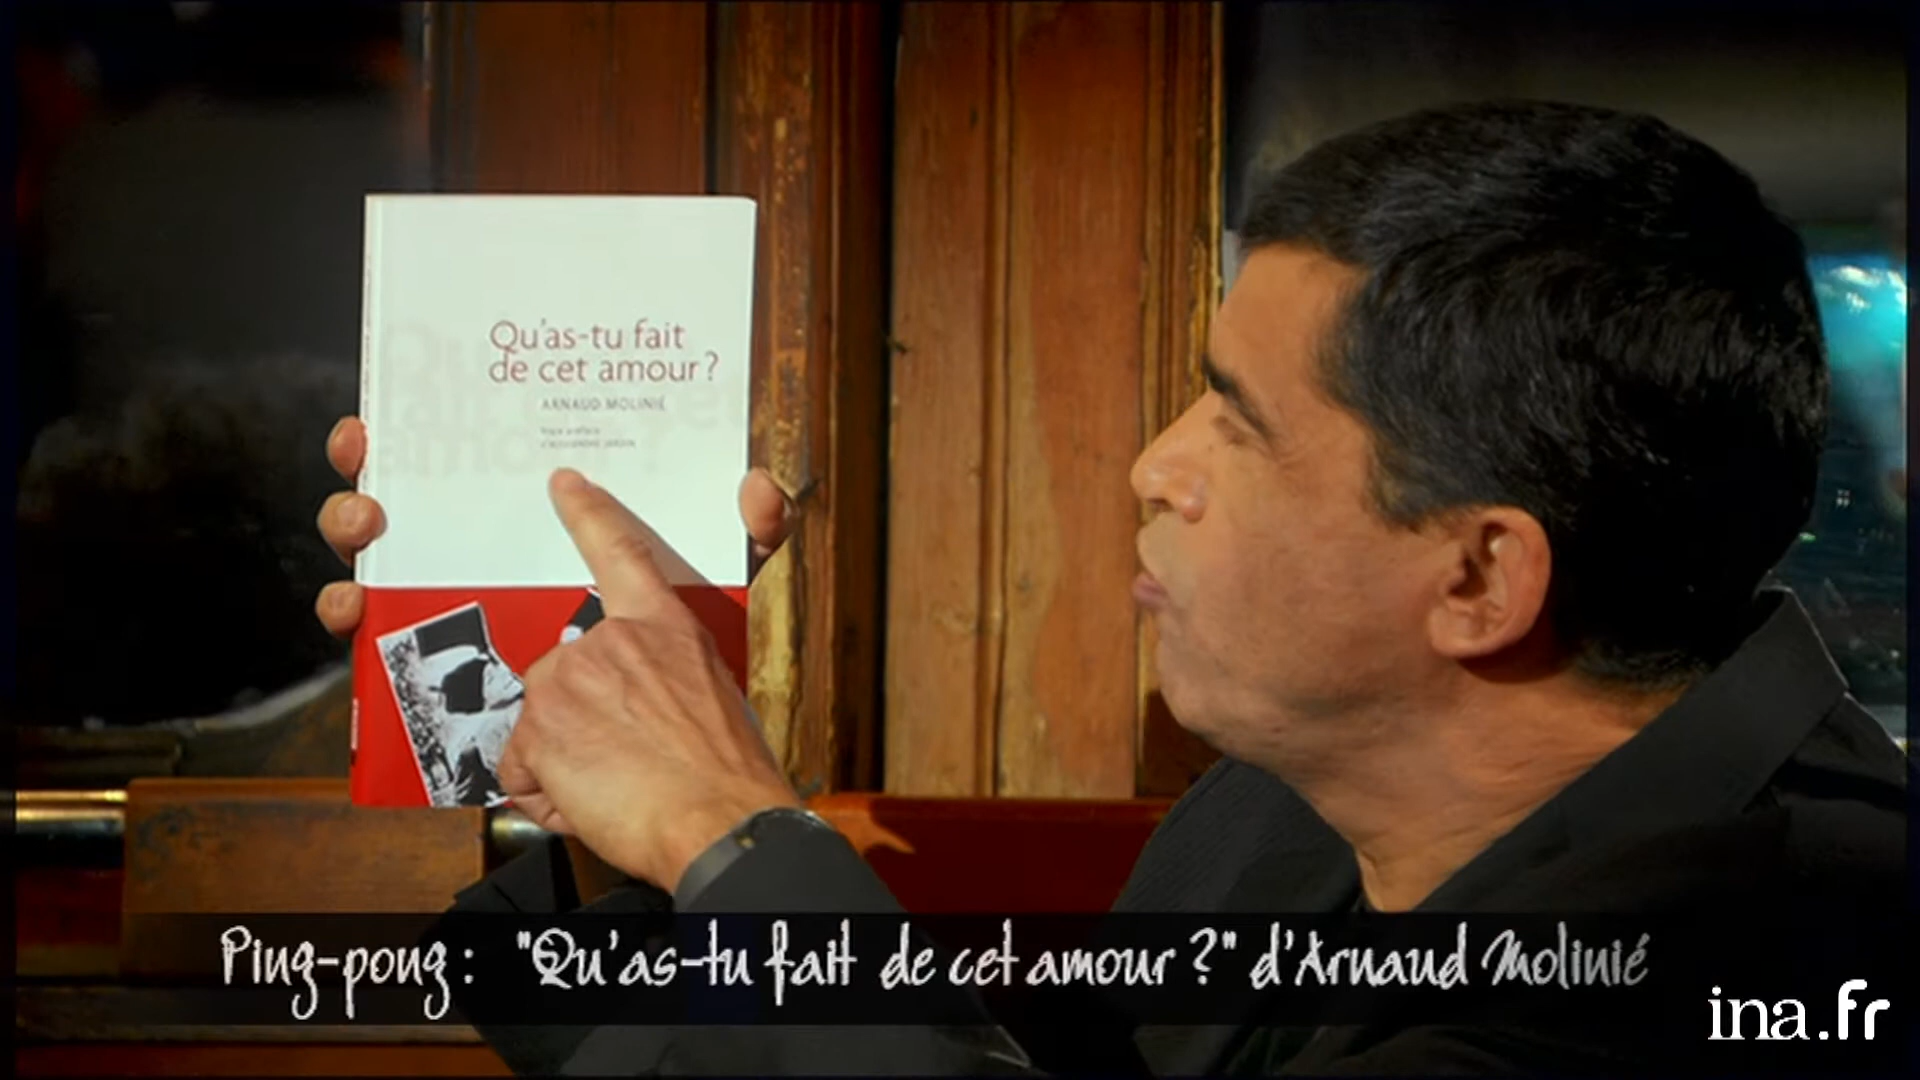 Qu'as-tu fait
de cet amour ?
ARNAUD MOLINIÉ
Ping-pong : "Qu'as-tu fait de cet amour ?" d'Arnaud Molinié
ina.fr